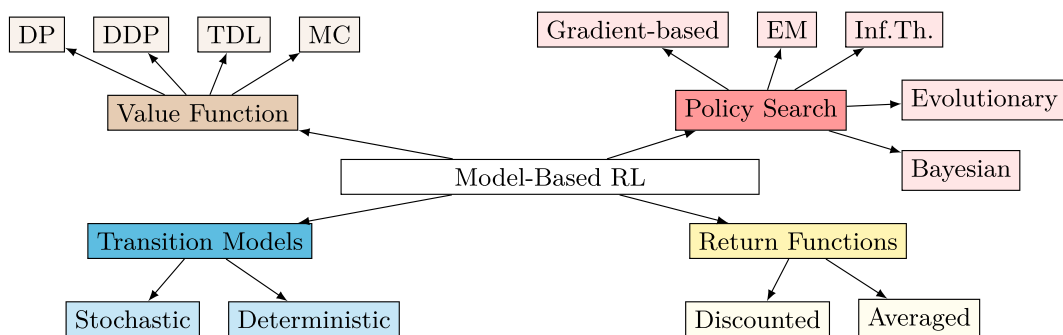 DP
DDP
TDL
MC
Gradient-based
EM
Inf.Th.
Value Function
Policy Search
Evolutionary
Bayesian
Model-Based RL
Transition Models
Return Functions
Stochastic
Deterministic
Discounted
Averaged